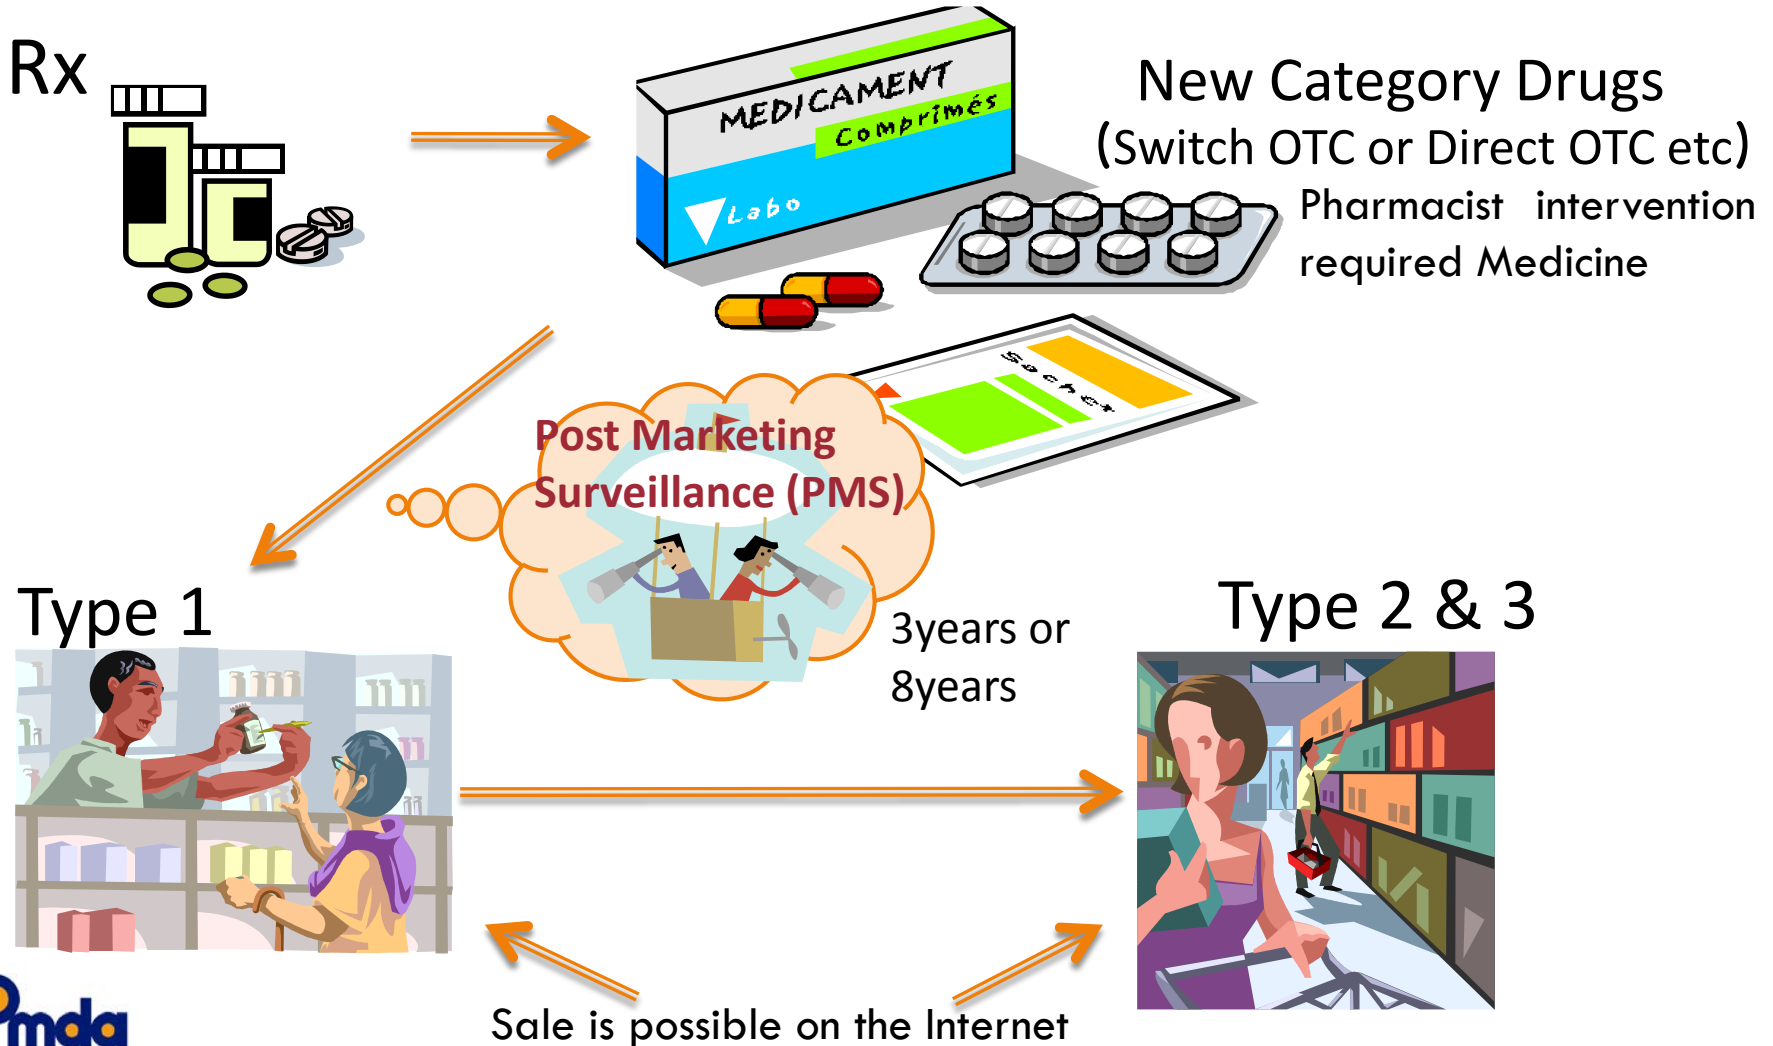 Rx
MEDICAMENT
Comprimés
Labo
New Category Drugs
(Switch OTC or Direct OTC etc)
Pharmacist intervention
required Medicine
Sachet
Post Marketing
Surveillance (PMS)
3years or
8years
Type 1
Type 2 & 3
Sale is possible on the Internet
Pmda